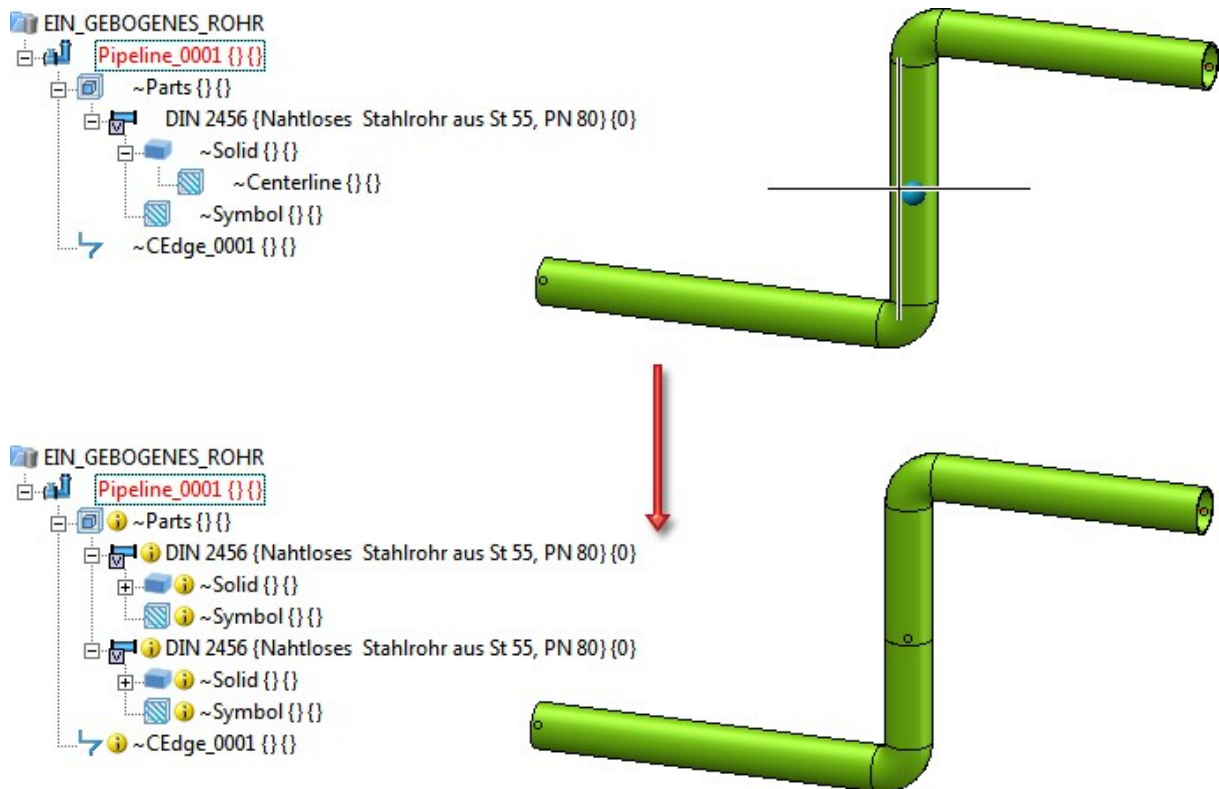 EIN_GEBOGENES_ROHR
Pipeline_0001 {} {}
~Parts {} {}
DIN 2456 {Nahtloses Stahlrohr aus St 55, PN 80} {0}
~Solid {} {}
~Centerline {} {}
~Symbol {} {}
~CEdge_0001 {} {}
EIN_GEBOGENES_ROHR
Pipeline_0001 {} {}
~Parts {} {}
DIN 2456 {Nahtloses Stahlrohr aus St 55, PN 80} {0}
~Solid {} {}
~Symbol {} {}
DIN 2456 {Nahtloses Stahlrohr aus St 55, PN 80} {0}
~Solid {} {}
~Symbol {} {}
~CEdge_0001 {} {}